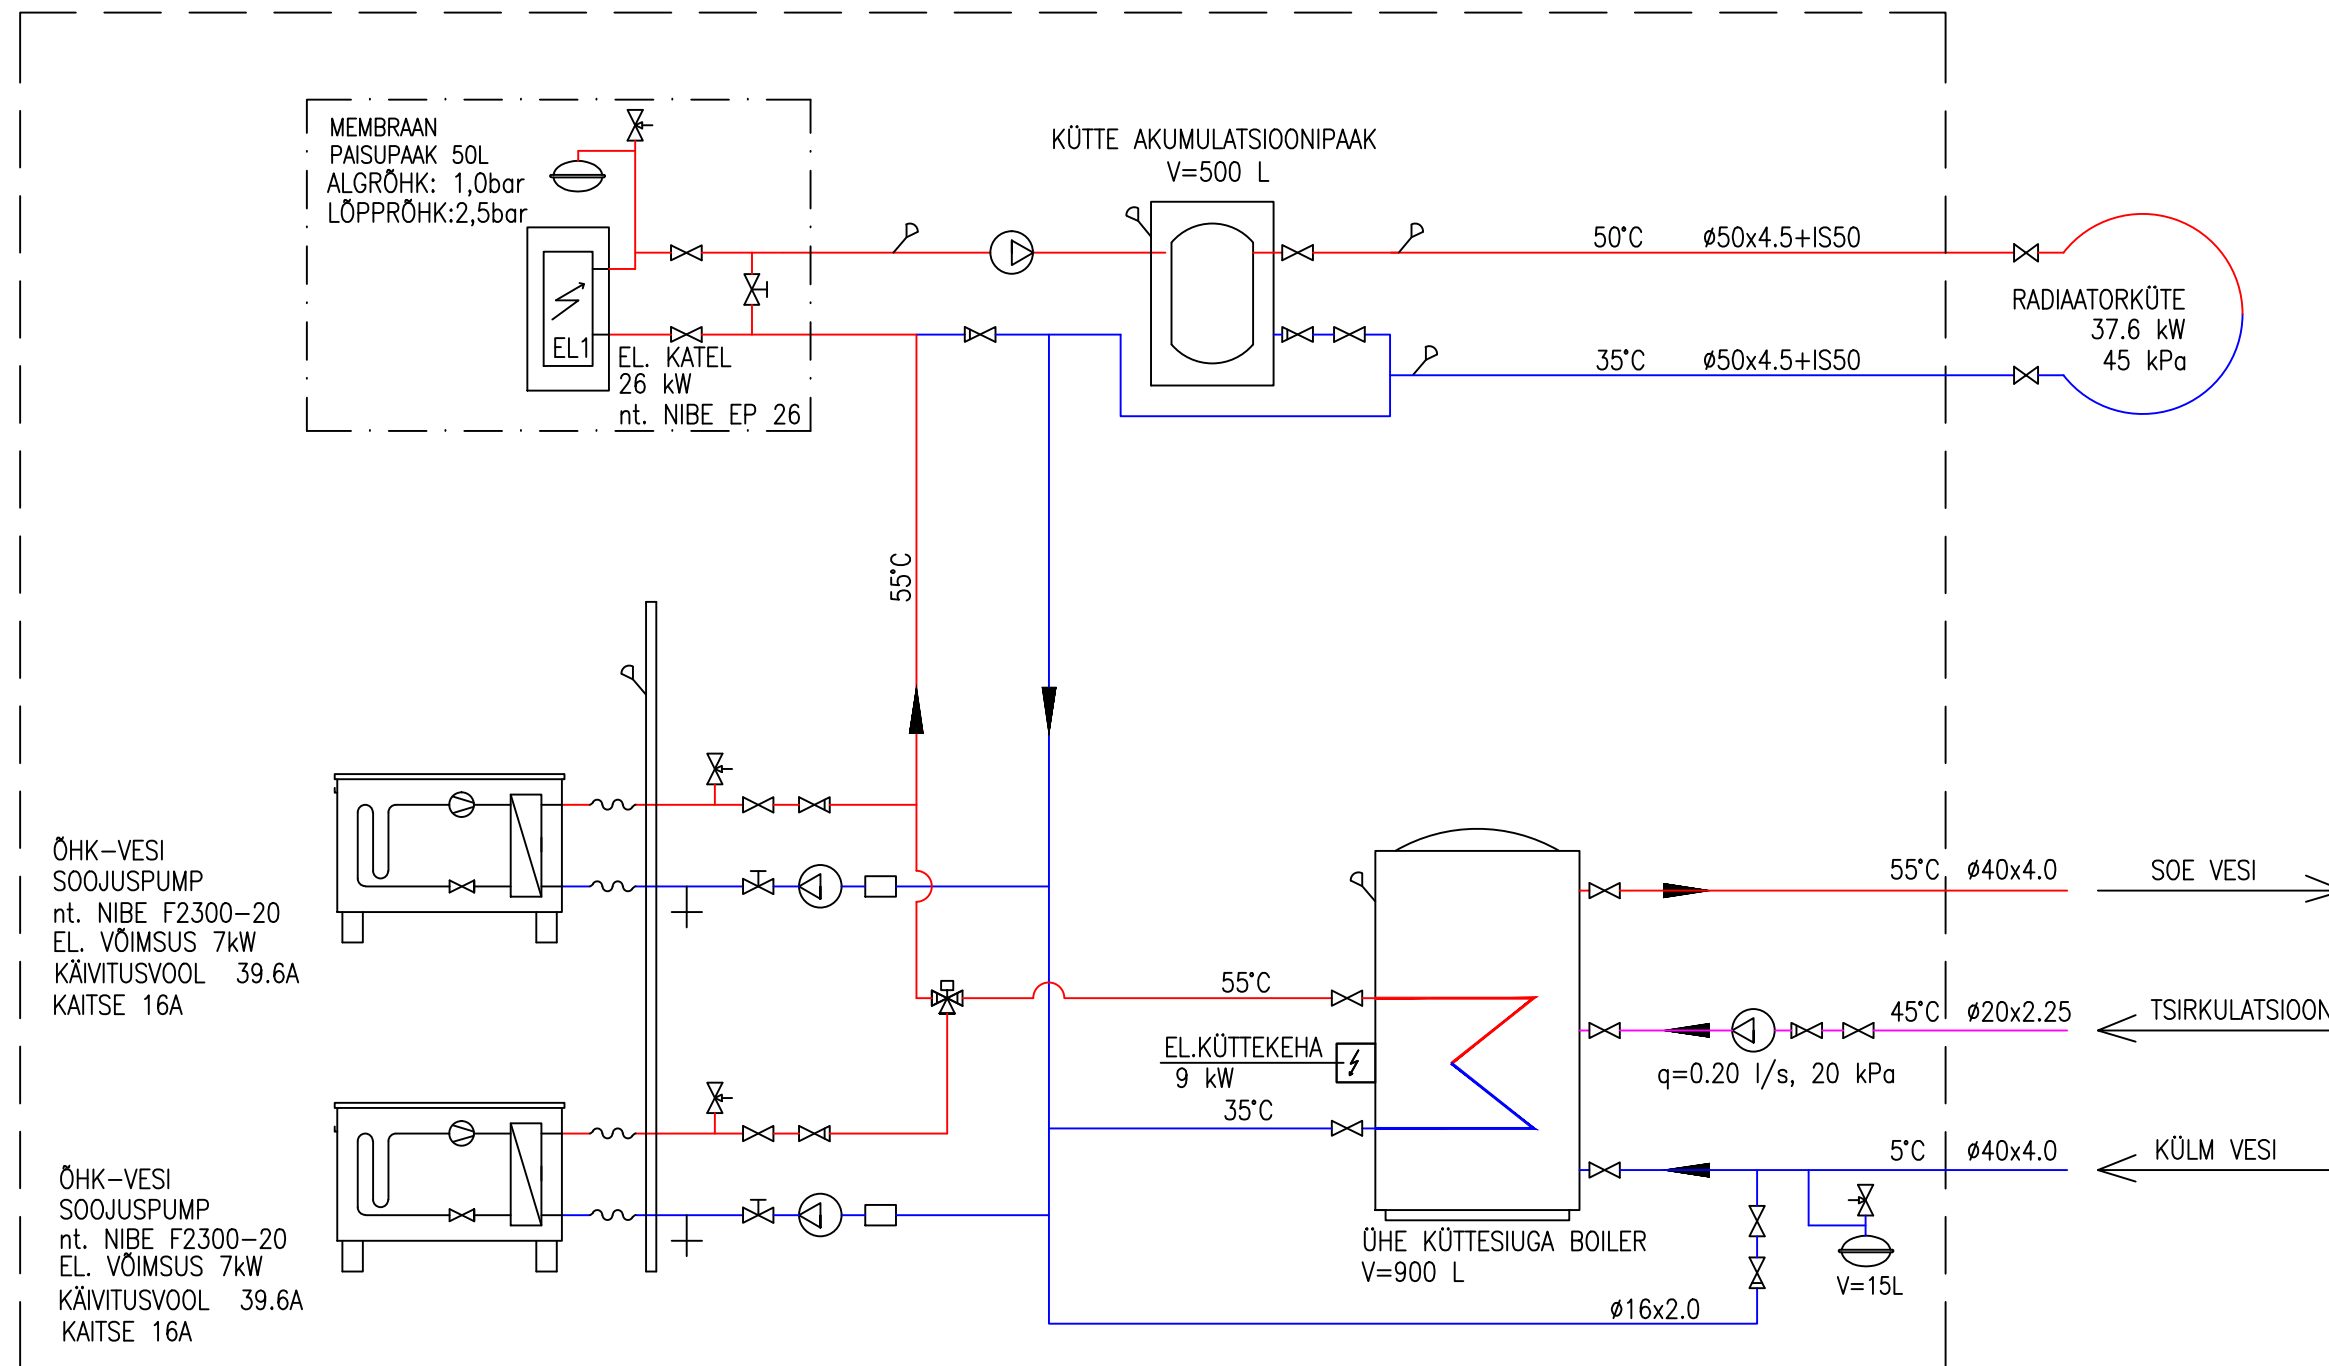 MEMBRAAN
PAISUPAAK 50L
ALGRÕHK: 1,0bar
LÕPPRÕHK:2,5bar
EL1
EL. KATEL
26 kW
nt. NIBE EP 26
KÜTTE AKUMULATSIOONIPAAK
V=500 L
50°C ø50x4.5+IS50
35°C ø50x4.5+IS50
RADIAATORKÜTE
37.6 kW
45 kPa
55°C
ÕHK-VESI
SOOJUSPUMP
nt. NIBE F2300-20
EL. VÕIMSUS 7kW
KÄIVITUSVOOL 39.6A
KAITSE 16A
ÕHK-VESI
SOOJUSPUMP
nt. NIBE F2300-20
EL. VÕIMSUS 7kW
KÄIVITUSVOOL 39.6A
KAITSE 16A
55°C
EL.KÜTTEKEHA
9 kW
35°C
ÜHE KÜTTESIUGA BOILER
V=900 L
55°C ø40x4.0 SOE VESI
45°C ø20x2.25 TSIRKULATSIOON
q=0.20 l/s, 20 kPa
5°C ø40x4.0 KÜLM VESI
V=15L
ø16x2.0